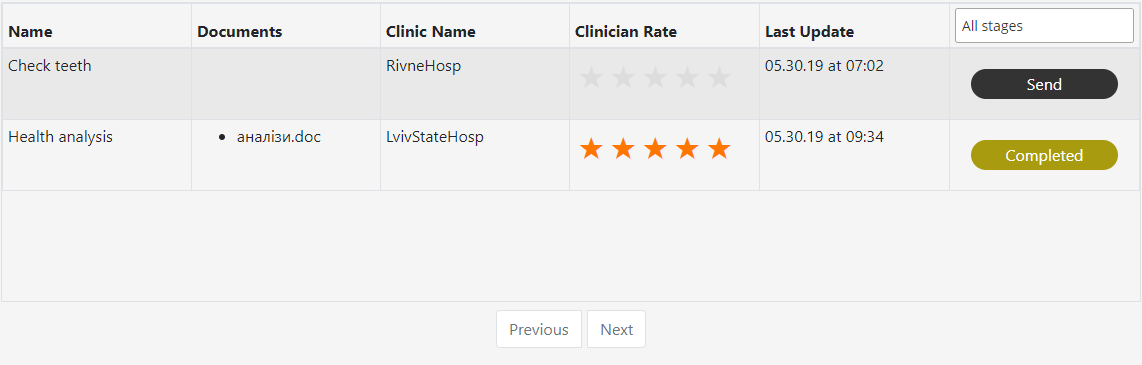 Name Documents Clinic Name Clinician Rate Last Update All stages
Check teeth RivneHosp 05.30.19 at 07:02 Send
Health analysis • аналізи.doc LvivStateHosp 05.30.19 at 09:34 Completed
Previous Next